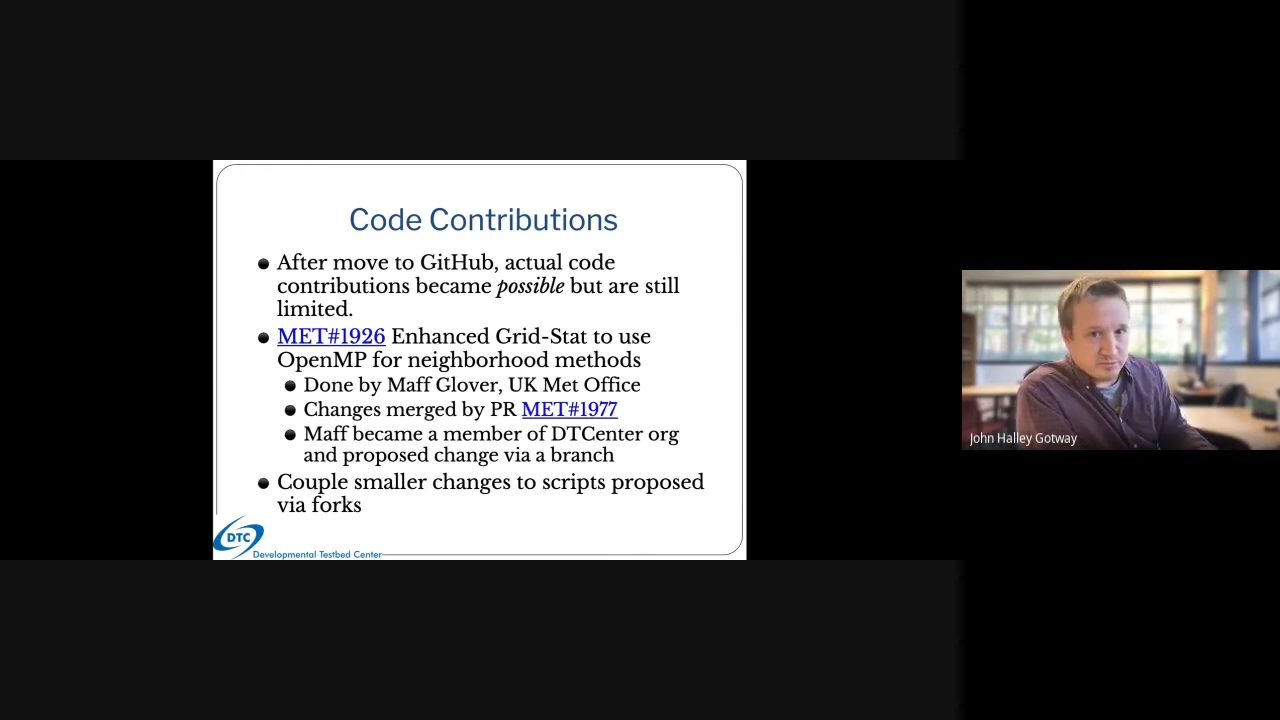 Code Contributions
After move to GitHub, actual code
contributions became possible but are still
limited.
MET#1926 Enhanced Grid-Stat to use
OpenMP for neighborhood methods
Done by Maff Glover, UK Met Office
Changes merged by PR MET#1977
Maff became a member of DTCenter org
and proposed change via a branch
Couple smaller changes to scripts proposed
via forks
DTC
Developmental Testbed Center
John Halley Gotway